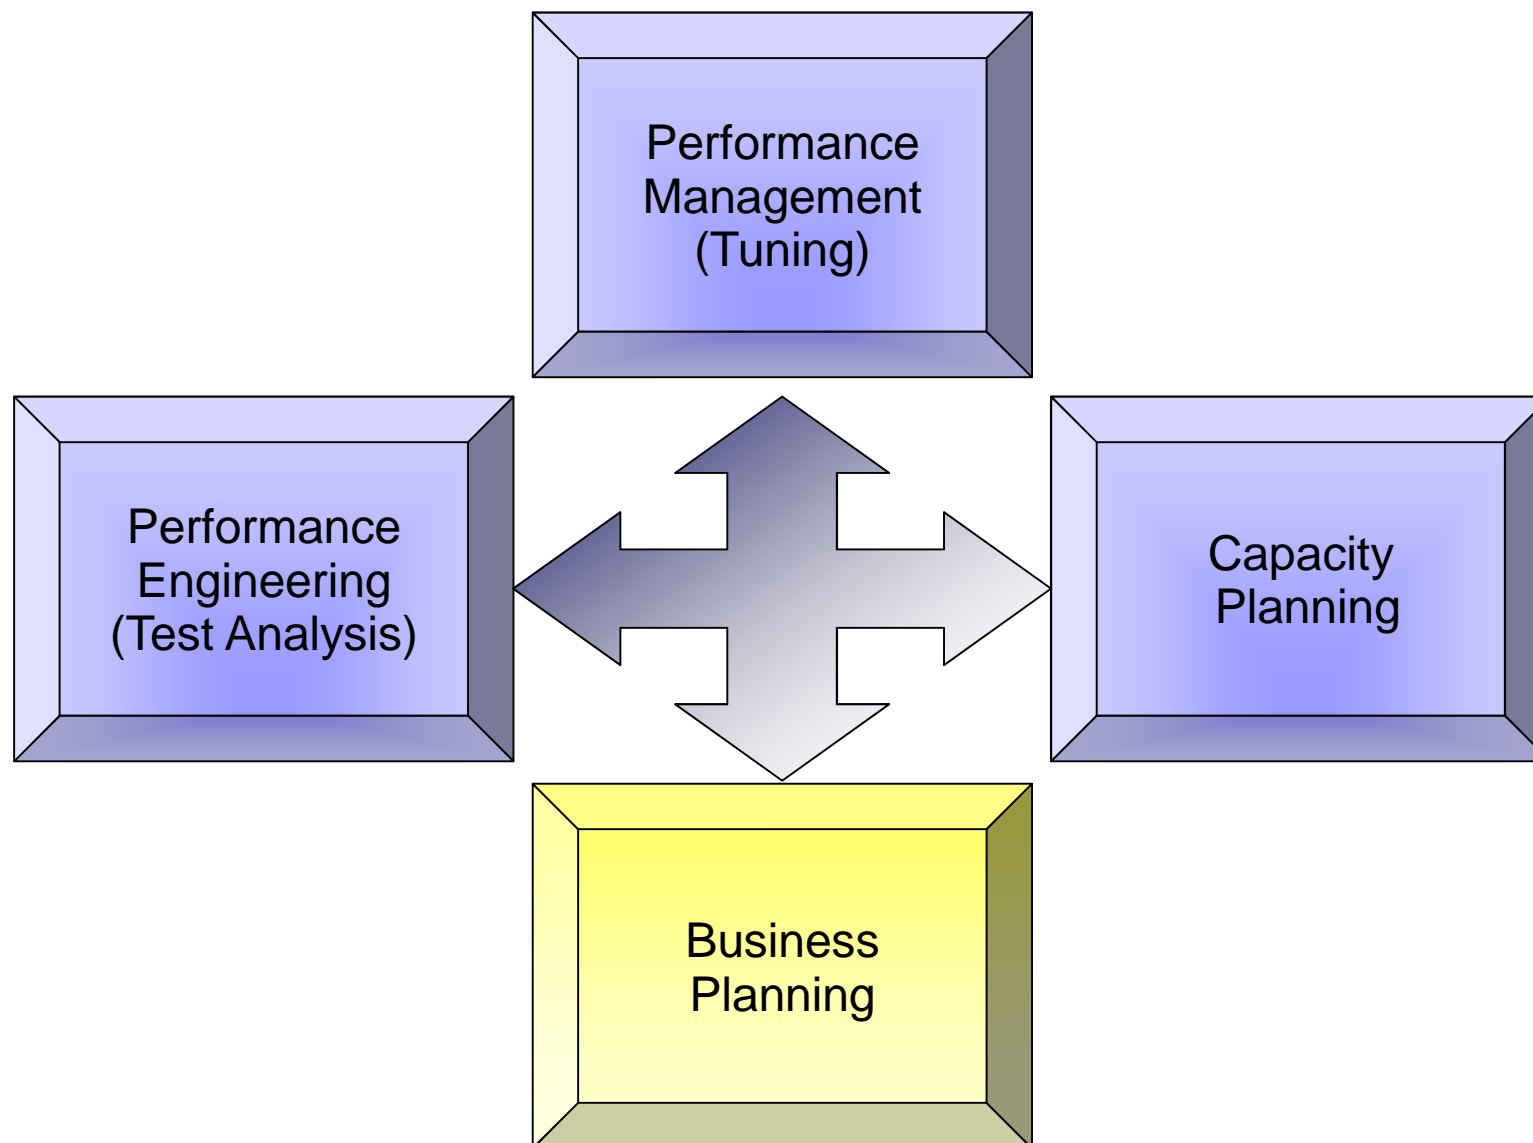 Performance
Management
(Tuning)
Performance
Engineering
(Test Analysis)
Capacity
Planning
Business
Planning